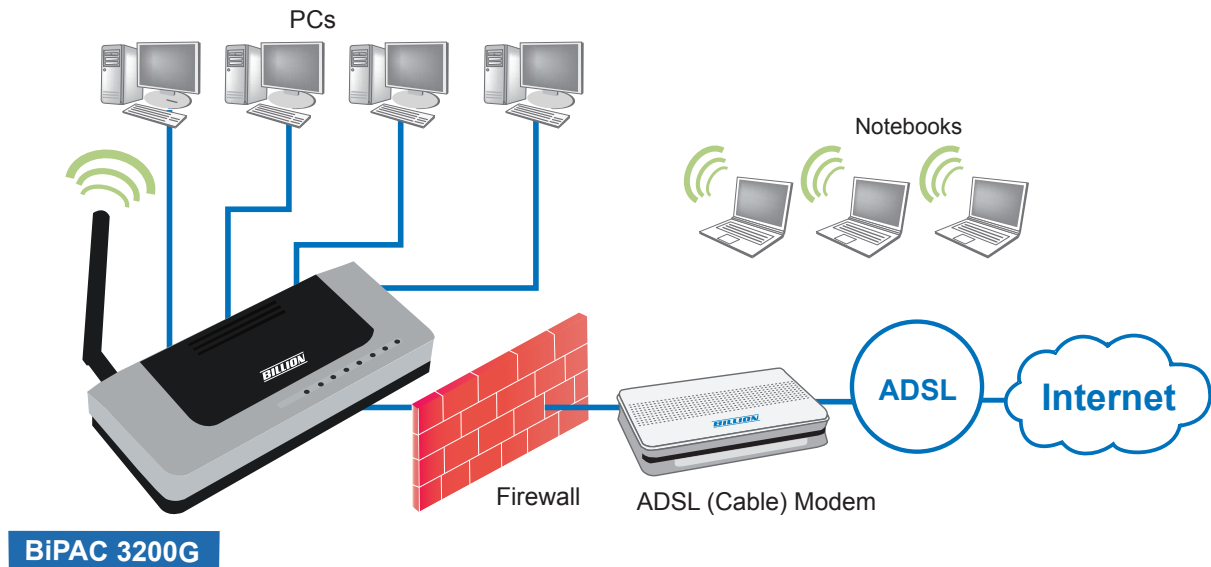 PCs
Notebooks
BILLION
BILLION
ADSL
Internet
Firewall
ADSL (Cable) Modem
BiPAC 3200G